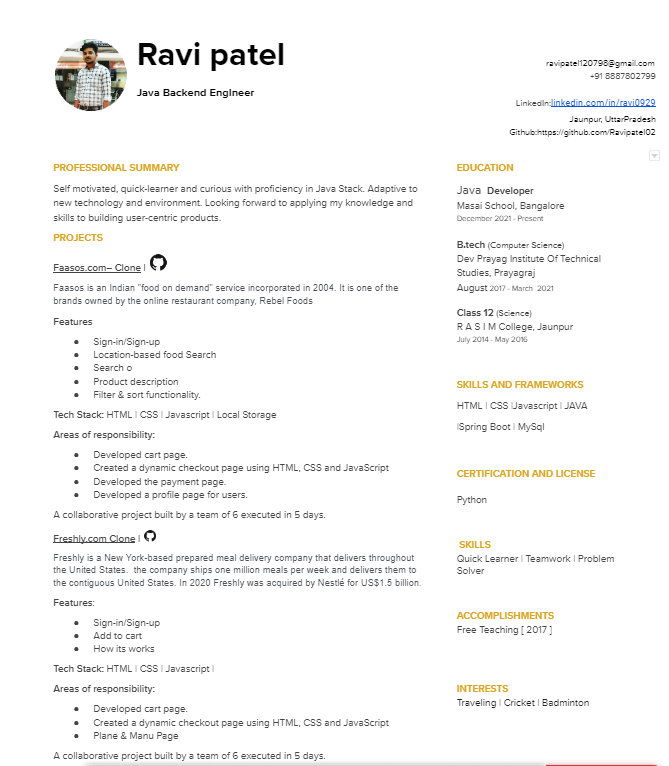 Ravi patel
Java Backend EngIneer
ravipatel120798@gmail.com
+91 8887802799
LinkedIn:linkedin.com/in/ravi0929
Jaunpur, UttarPradesh
Github:https://github.com/Ravipatel02
PROFESSIONAL SUMMARY
Self motivated, quick-learner and curious with proficiency in Java Stack. Adaptive to
new technology and environment. Looking forward to applying my knowledge and
skills to building user-centric products.
PROJECTS
Faasos.com– Clone |
Faasos is an Indian "food on demand" service incorporated in 2004. It is one of the
brands owned by the online restaurant company, Rebel Foods
Features
● Sign-in/Sign-up
● Location-based food Search
● Search o
● Product description
● Filter & sort functionality.
Tech Stack: HTML | CSS | Javascript | Local Storage
Areas of responsibility:
● Developed cart page.
● Created a dynamic checkout page using HTML, CSS and JavaScript
● Developed the payment page.
● Developed a profile page for users.
A collaborative project built by a team of 6 executed in 5 days.
Freshly.com Clone |
Freshly is a New York-based prepared meal delivery company that delivers throughout
the United States. the company ships one million meals per week and delivers them to
the contiguous United States. In 2020 Freshly was acquired by Nestlé for US$1.5 billion.
Features:
● Sign-in/Sign-up
● Add to cart
● How its works
Tech Stack: HTML | CSS | Javascript |
Areas of responsibility:
● Developed cart page.
● Created a dynamic checkout page using HTML, CSS and JavaScript
● Plane & Manu Page
A collaborative project built by a team of 6 executed in 5 days.
EDUCATION
Java Developer
Masai School, Bangalore
December 2021 - Present
B.tech (Computer Science)
Dev Prayag Institute Of Technical
Studies, Prayagraj
August 2017 - March 2021
Class 12 (Science)
R A S I M College, Jaunpur
July 2014 - May 2016
SKILLS AND FRAMEWORKS
HTML | CSS |Javascript | JAVA
|Spring Boot | MySql
CERTIFICATION AND LICENSE
Python
SKILLS
Quick Learner | Teamwork | Problem
Solver
ACCOMPLISHMENTS
Free Teaching [ 2017 ]
INTERESTS
Traveling | Cricket | Badminton